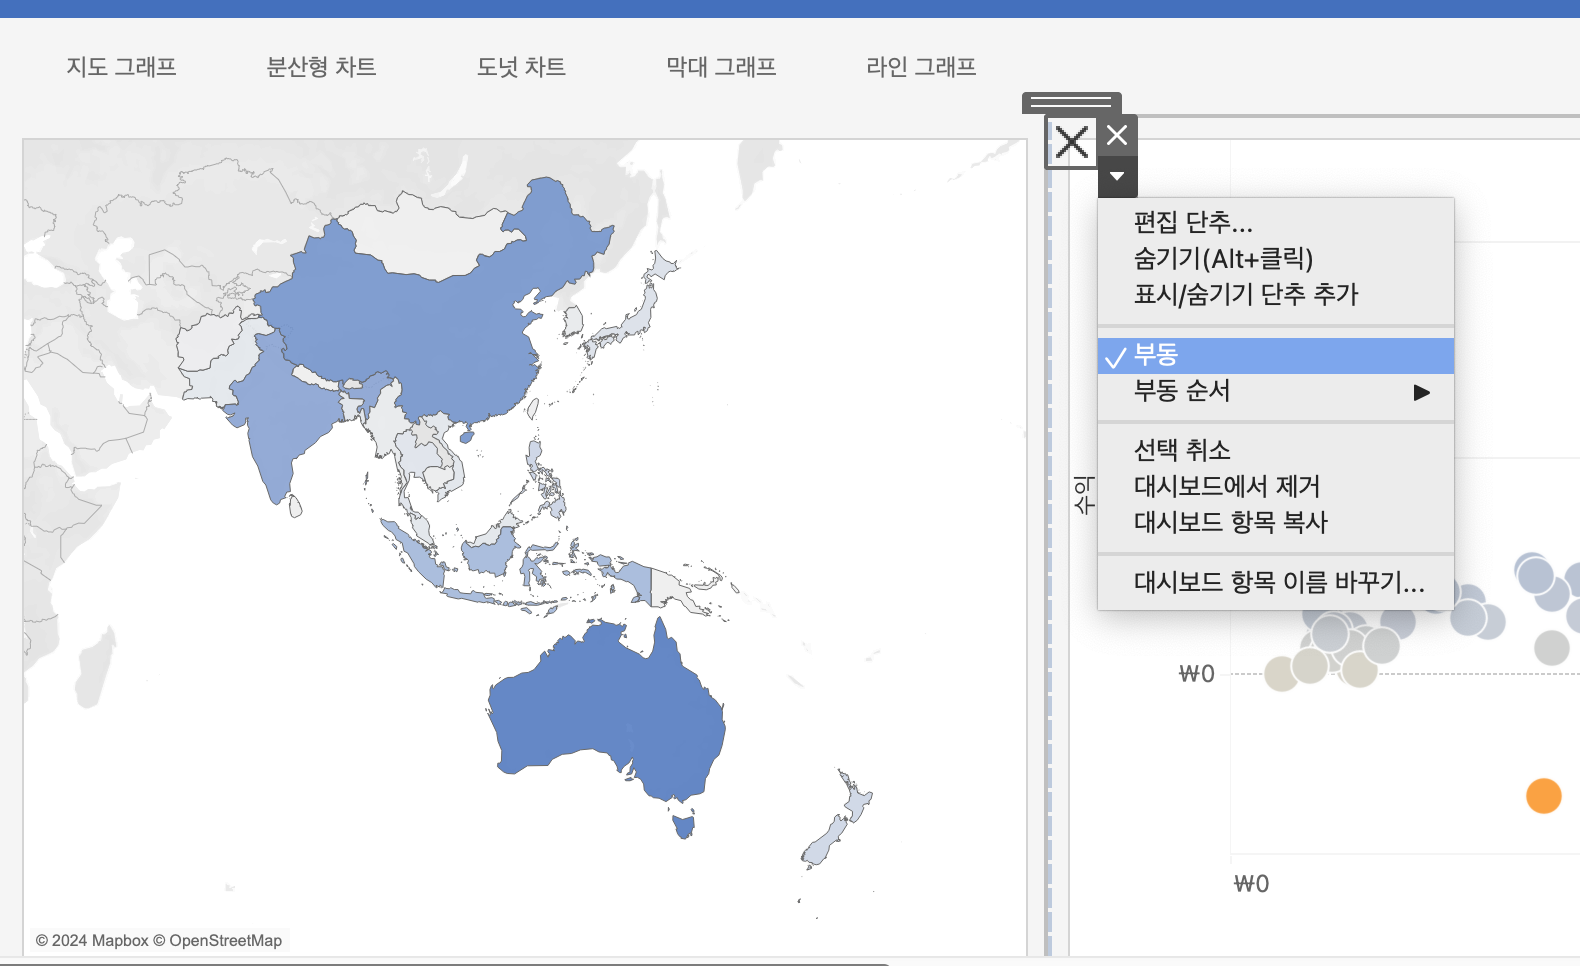 지도 그래프
분산형 차트
도넛 차트
막대 그래프
라인 그래프
편집 단추...
숨기기(Alt+클릭)
표시/숨기기 단추 추가
부동
부동 순서
선택 취소
대시보드에서 제거
대시보드 항목 복사
대시보드 항목 이름 바꾸기...
수익
₩0
₩0
© 2024 Mapbox © OpenStreetMap